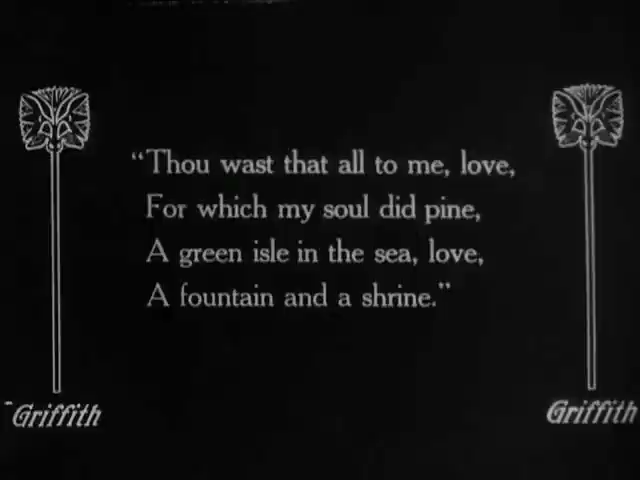 “Thou wast that all to me, love,
For which my soul did pine,
A green isle in the sea, love,
A fountain and a shrine.”
Griffith
Griffith